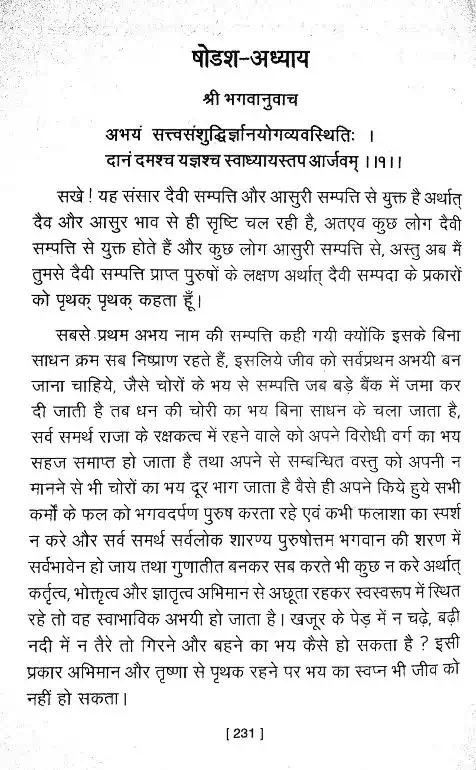 षोडश-अध्याय
श्री भगवानुवाच
अभयं सत्त्वसंशुद्धिर्ज्ञानयोगव्यवस्थितिः ।
दानं दमश्च यज्ञश्च स्वाध्यायस्तप आर्जवम् ।।१।।
सखे ! यह संसार दैवी सम्पत्ति और आसुरी सम्पत्ति से युक्त है अर्थात्
दैव और आसुर भाव से ही सृष्टि चल रही है, अतएव कुछ लोग दैवी
सम्पत्ति से युक्त होते हैं और कुछ लोग आसुरी सम्पत्ति से, अस्तु अब मैं
तुमसे दैवी सम्पत्ति प्राप्त पुरुषों के लक्षण अर्थात् दैवी सम्पदा के प्रकारों
को पृथक् पृथक् कहता हूँ।
सबसे प्रथम अभय नाम की सम्पत्ति कही गयी क्योंकि इसके बिना
साधन क्रम सब निष्प्राण रहते हैं, इसलिये जीव को सर्वप्रथन अभयी बन
जाना चाहिये, जैसे चोरों के भय से सम्पत्ति जब बड़े बैंक में जमा कर
दी जाती है तब धन की चोरी का भय बिना साधन के चला जाता है,
सर्व समर्थ राजा के रक्षकत्व में रहने वाले को अपने विरोधी वर्ग का भय
सहज समाप्त हो जाता है तथा अपने से सम्बन्धित वस्तु को अपनी न
मानने से भी चोरों का भय दूर भाग जाता है वैसे ही अपने किये हुये सभी
कर्मों के फल को भगवदर्पण पुरुष करता रहे एवं कभी फलाशा का स्पर्श
न करे और सर्व समर्थ सर्वलोक शारण्य पुरुषोत्तम भगवान की शरण में
सर्वभावेन हो जाय तथा गुणातीत बनकर सब करते भी कुछ न करे अर्थात्
कर्तृत्व, भोक्तृत्व और ज्ञातृत्व अभिमान से अछूता रहकर स्वस्वरूप में स्थित
रहे तो वह स्वाभाविक अभयी हो जाता है। खजूर के पेड़ में न चढ़े, बढ़ी
नदी में न तैरे तो गिरने और बहने का भय कैसे हो सकता है ? इसी
प्रकार अभिमान और तृष्णा से पृथक रहने पर भय का स्वप्न भी जीव को
नहीं हो सकता।
[ 231 ]